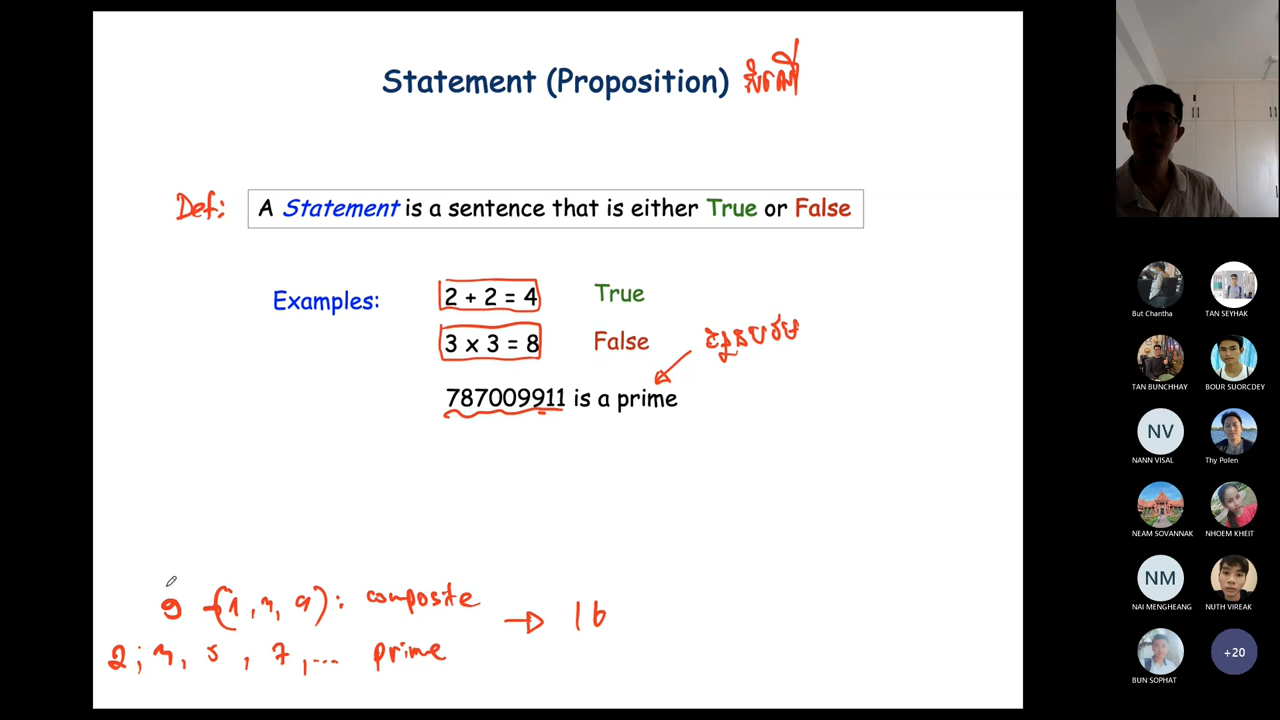 Statement (Proposition) សំណើ
Def: A Statement is a sentence that is either True or False
Examples: 2 + 2 = 4 True
3 x 3 = 8 False
787009911 is a prime
9 {1, 3, 9}: composite → 16
2; 3, 5, 7, ... prime
But Chantha
TAN SEYHAK
TAN BUNCHHAY
BOUR SUORCDEY
NV
NANN VISAL
Thy Polen
NEAM SOVANNAK
NHOEM KHEIT
NM
NAI MENGHEANG
NUTH VIREAK
BUN SOPHAT
+20